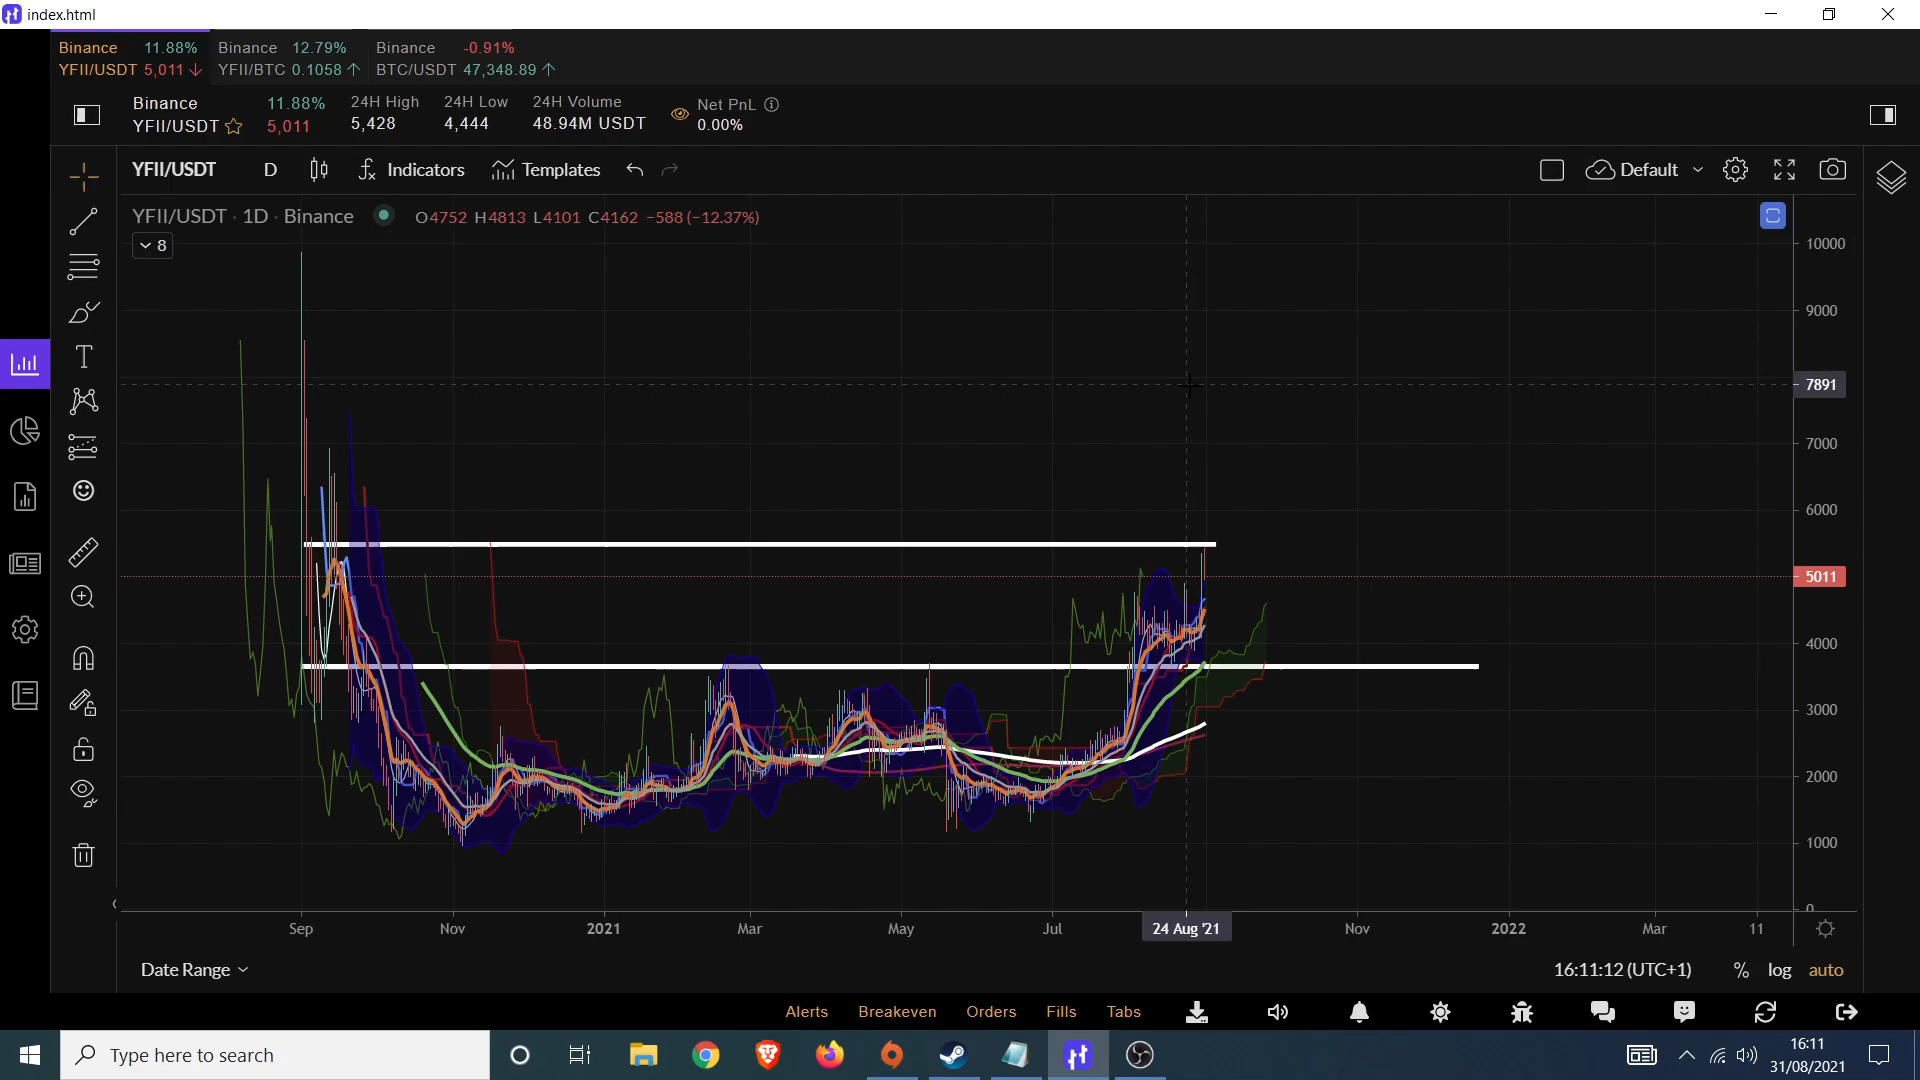 index.html
Binance 11.88% Binance 12.79% Binance -0.91%
YFII/USDT 5,011 YFII/BTC 0.1058 BTC/USDT 47,348.89
Binance 11.88% 24H High 24H Low 24H Volume Net PnL
YFII/USDT 5,011 5,428 4,444 48.94M USDT 0.00%
YFII/USDT D Indicators Templates Default
YFII/USDT · 1D · Binance O4752 H4813 L4101 C4162 −588 (−12.37%)
8
10000
9000
7891
7000
6000
5011
4000
3000
2000
1000
0
Sep Nov 2021 Mar May Jul 24 Aug '21 Nov 2022 Mar 11
Date Range 16:11:12 (UTC+1) % log auto
Alerts Breakeven Orders Fills Tabs
Type here to search
16:11
31/08/2021